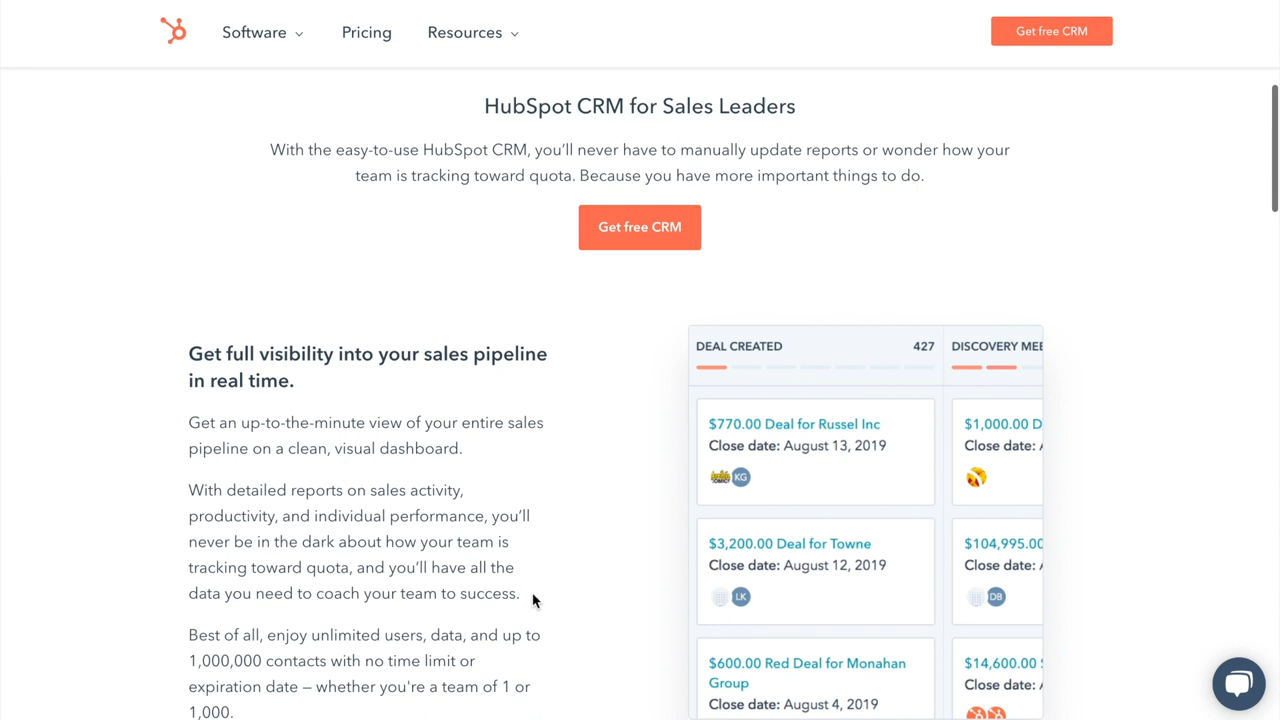 Software
Pricing
Resources
Get free CRM
HubSpot CRM for Sales Leaders
With the easy-to-use HubSpot CRM, you’ll never have to manually update reports or wonder how your
team is tracking toward quota. Because you have more important things to do.
Get free CRM
Get full visibility into your sales pipeline
in real time.
Get an up-to-the-minute view of your entire sales
pipeline on a clean, visual dashboard.
With detailed reports on sales activity,
productivity, and individual performance, you’ll
never be in the dark about how your team is
tracking toward quota, and you’ll have all the
data you need to coach your team to success.
Best of all, enjoy unlimited users, data, and up to
1,000,000 contacts with no time limit or
expiration date – whether you're a team of 1 or
1,000.
DEAL CREATED 427
$770.00 Deal for Russel Inc
Close date: August 13, 2019
KG
$3,200.00 Deal for Towne
Close date: August 12, 2019
LK
$600.00 Red Deal for Monahan
Group
Close date: August 4, 2019
DISCOVERY MEE
$1,000.00 D
Close date: A
$104,995.00
Close date: A
DB
$14,600.00
Close date: A